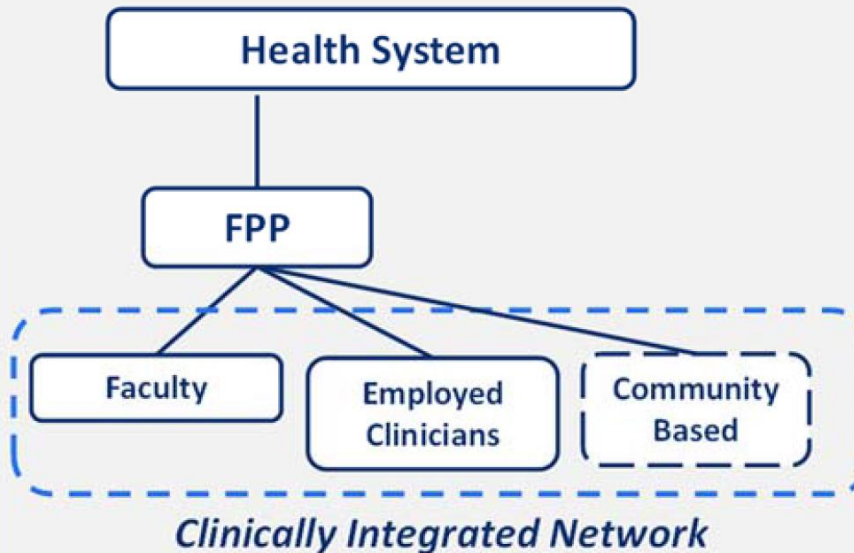 Health System
FPP
Faculty
Employed
Clinicians
Community
Based
Clinically Integrated Network